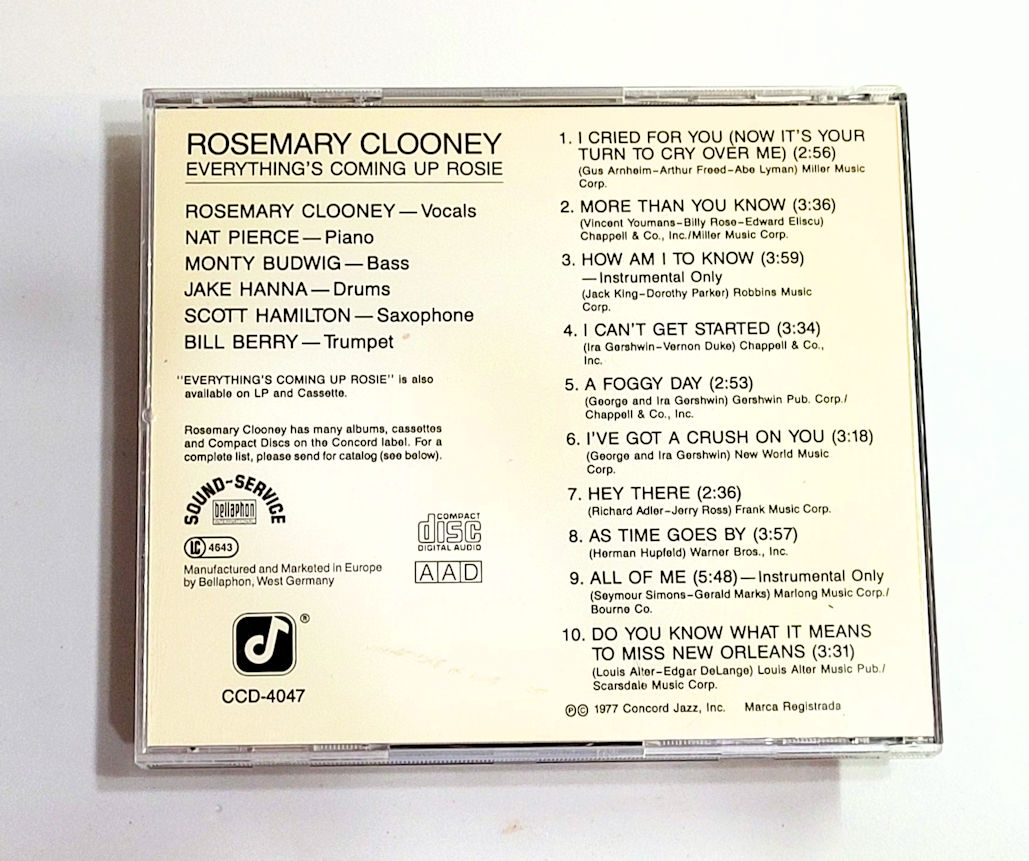 ROSEMARY CLOONEY
EVERYTHING'S COMING UP ROSIE
ROSEMARY CLOONEY—Vocals
NAT PIERCE—Piano
MONTY BUDWIG—Bass
JAKE HANNA—Drums
SCOTT HAMILTON—Saxophone
BILL BERRY—Trumpet
"EVERYTHING'S COMING UP ROSIE" is also
available on LP and Cassette.
Rosemary Clooney has many albums, cassettes
and Compact Discs on the Concord label. For a
complete list, please send for catalog (see below).
SOUND-SERVICE
bellaphon
LC 4643
Manufactured and Marketed in Europe
by Bellaphon, West Germany
COMPACT
disc
DIGITAL AUDIO
AAD
®
CCD-4047
1. I CRIED FOR YOU (NOW IT'S YOUR
TURN TO CRY OVER ME) (2:56)
(Gus Arnheim–Arthur Freed–Abe Lyman) Miller Music
Corp.
2. MORE THAN YOU KNOW (3:36)
(Vincent Youmans–Billy Rose–Edward Eliscu)
Chappell & Co., Inc./Miller Music Corp.
3. HOW AM I TO KNOW (3:59)
—Instrumental Only
(Jack King–Dorothy Parker) Robbins Music
Corp.
4. I CAN'T GET STARTED (3:34)
(Ira Gershwin–Vernon Duke) Chappell & Co.,
Inc.
5. A FOGGY DAY (2:53)
(George and Ira Gershwin) Gershwin Pub. Corp./
Chappell & Co., Inc.
6. I'VE GOT A CRUSH ON YOU (3:18)
(George and Ira Gershwin) New World Music
Corp.
7. HEY THERE (2:36)
(Richard Adler–Jerry Ross) Frank Music Corp.
8. AS TIME GOES BY (3:57)
(Herman Hupfeld) Warner Bros., Inc.
9. ALL OF ME (5:48)—Instrumental Only
(Seymour Simons–Gerald Marks) Marlong Music Corp./
Bourne Co.
10. DO YOU KNOW WHAT IT MEANS
TO MISS NEW ORLEANS (3:31)
(Louis Alter–Edgar DeLange) Louis Alter Music Pub./
Scarsdale Music Corp.
℗© 1977 Concord Jazz, Inc. Marca Registrada